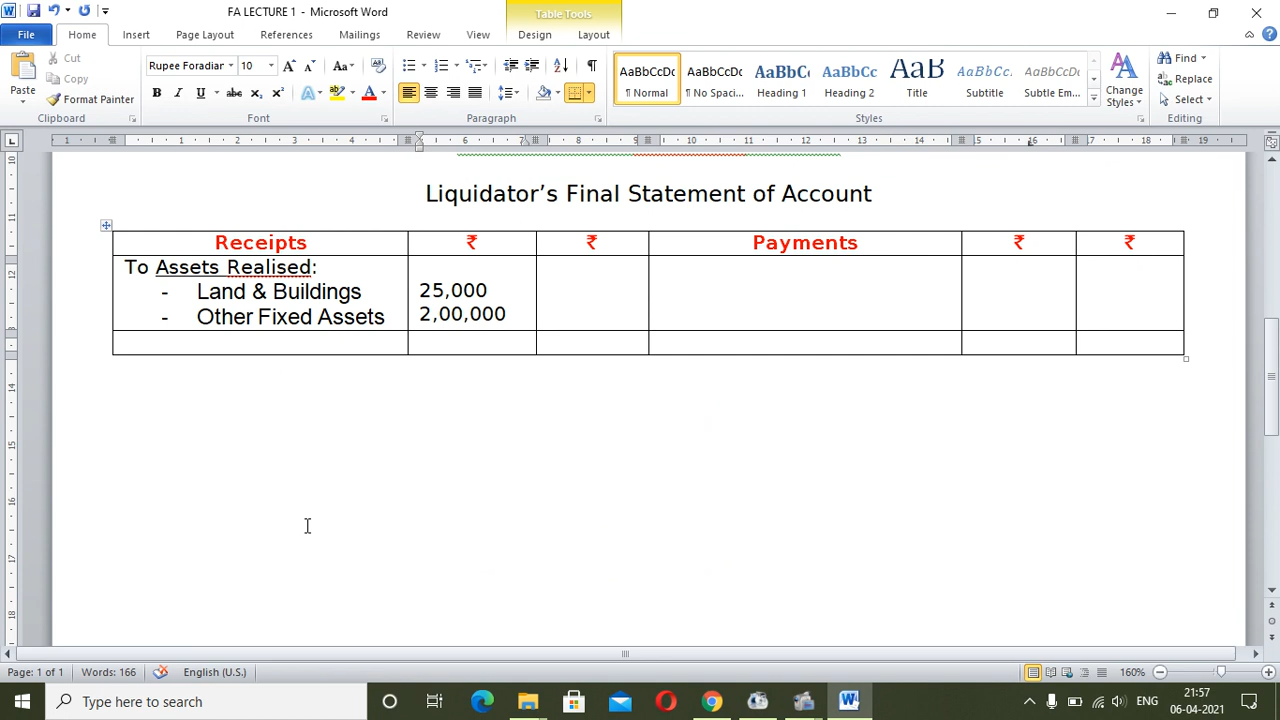 FA LECTURE 1 - Microsoft Word
Table Tools
File Home Insert Page Layout References Mailings Review View Design Layout
Paste
Cut
Copy
Format Painter
Clipboard
Rupee Foradiar 10
Font
Paragraph
AaBbCcDc AaBbCcDc AaBbCc AaBbCc AaB AaBbCcL AaBbCcDc
¶ Normal ¶ No Spaci... Heading 1 Heading 2 Title Subtitle Subtle Em...
Change
Styles
Styles
Find
Replace
Select
Editing
Liquidator’s Final Statement of Account
Receipts ₹ ₹ Payments ₹ ₹
To Assets Realised:
- Land & Buildings 25,000
- Other Fixed Assets 2,00,000
Page: 1 of 1 Words: 166 English (U.S.) 160%
Type here to search
ENG
21:57
06-04-2021